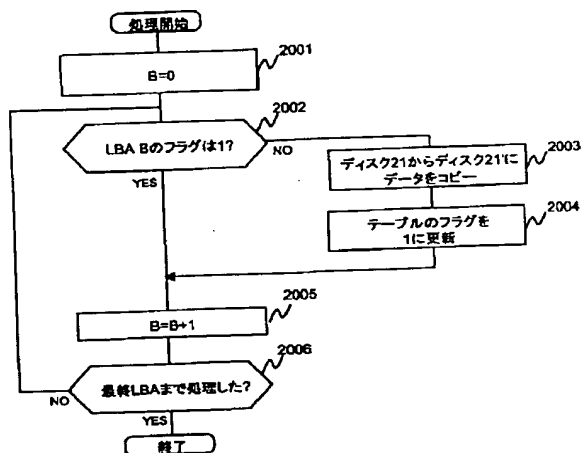 処理開始
2001
B=0
2002
LBA Bのフラグは1?
NO
YES
ディスク21からディスク21'に
データをコピー
2003
テーブルのフラグを
1に更新
2004
2005
B=B+1
2006
最終LBAまで処理した?
NO
YES
終了